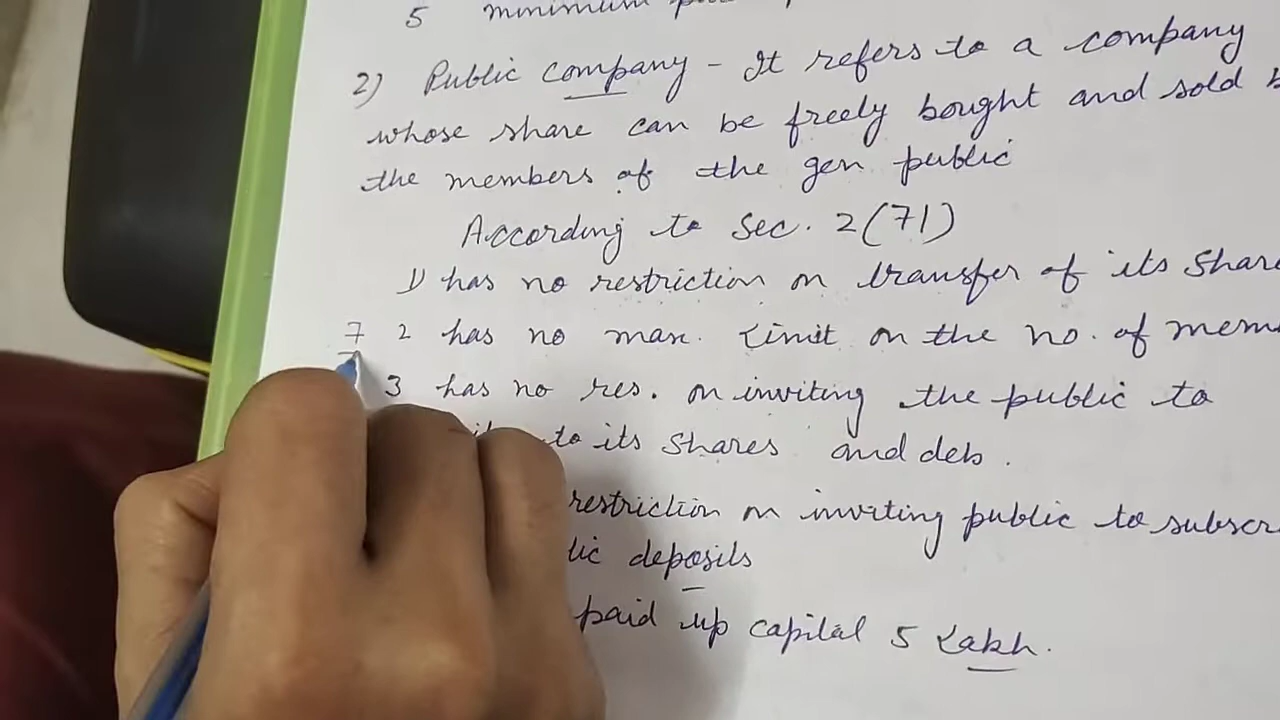 5 minimum
2) Public company - It refers to a company
whose share can be freely bought and sold
the members of the gen public
According to Sec. 2(71)
1) has no restriction on transfer of its Share
7 2 has no max. Limit on the no. of mem
3 has no res. on inviting the public to
to its Shares and deb.
restriction on inviting public to subscr
lic deposits
paid up capital 5 Lakh.